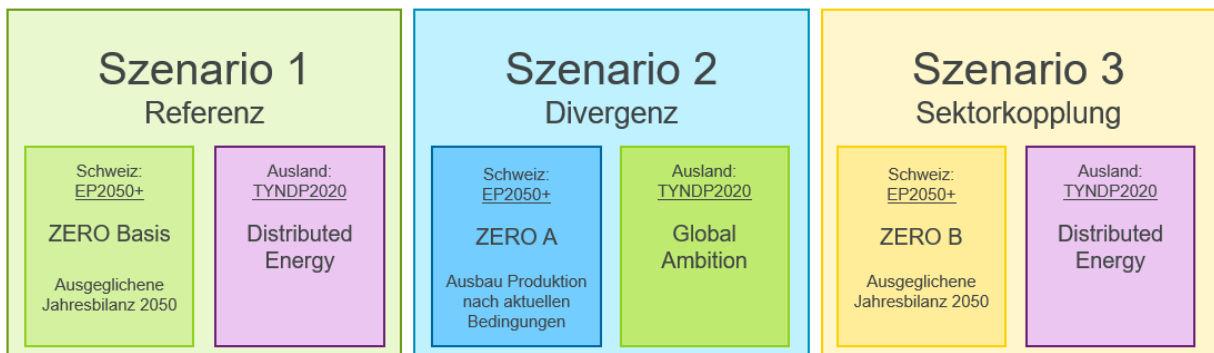 Szenario 1
Referenz
Schweiz:
EP2050+
ZERO Basis
Ausgeglichene
Jahresbilanz 2050
Ausland:
TYNDP2020
Distributed
Energy
Szenario 2
Divergenz
Schweiz:
EP2050+
ZERO A
Ausbau Produktion
nach aktuellen
Bedingungen
Ausland:
TYNDP2020
Global
Ambition
Szenario 3
Sektorkopplung
Schweiz:
EP2050+
ZERO B
Ausgeglichene
Jahresbilanz 2050
Ausland:
TYNDP2020
Distributed
Energy